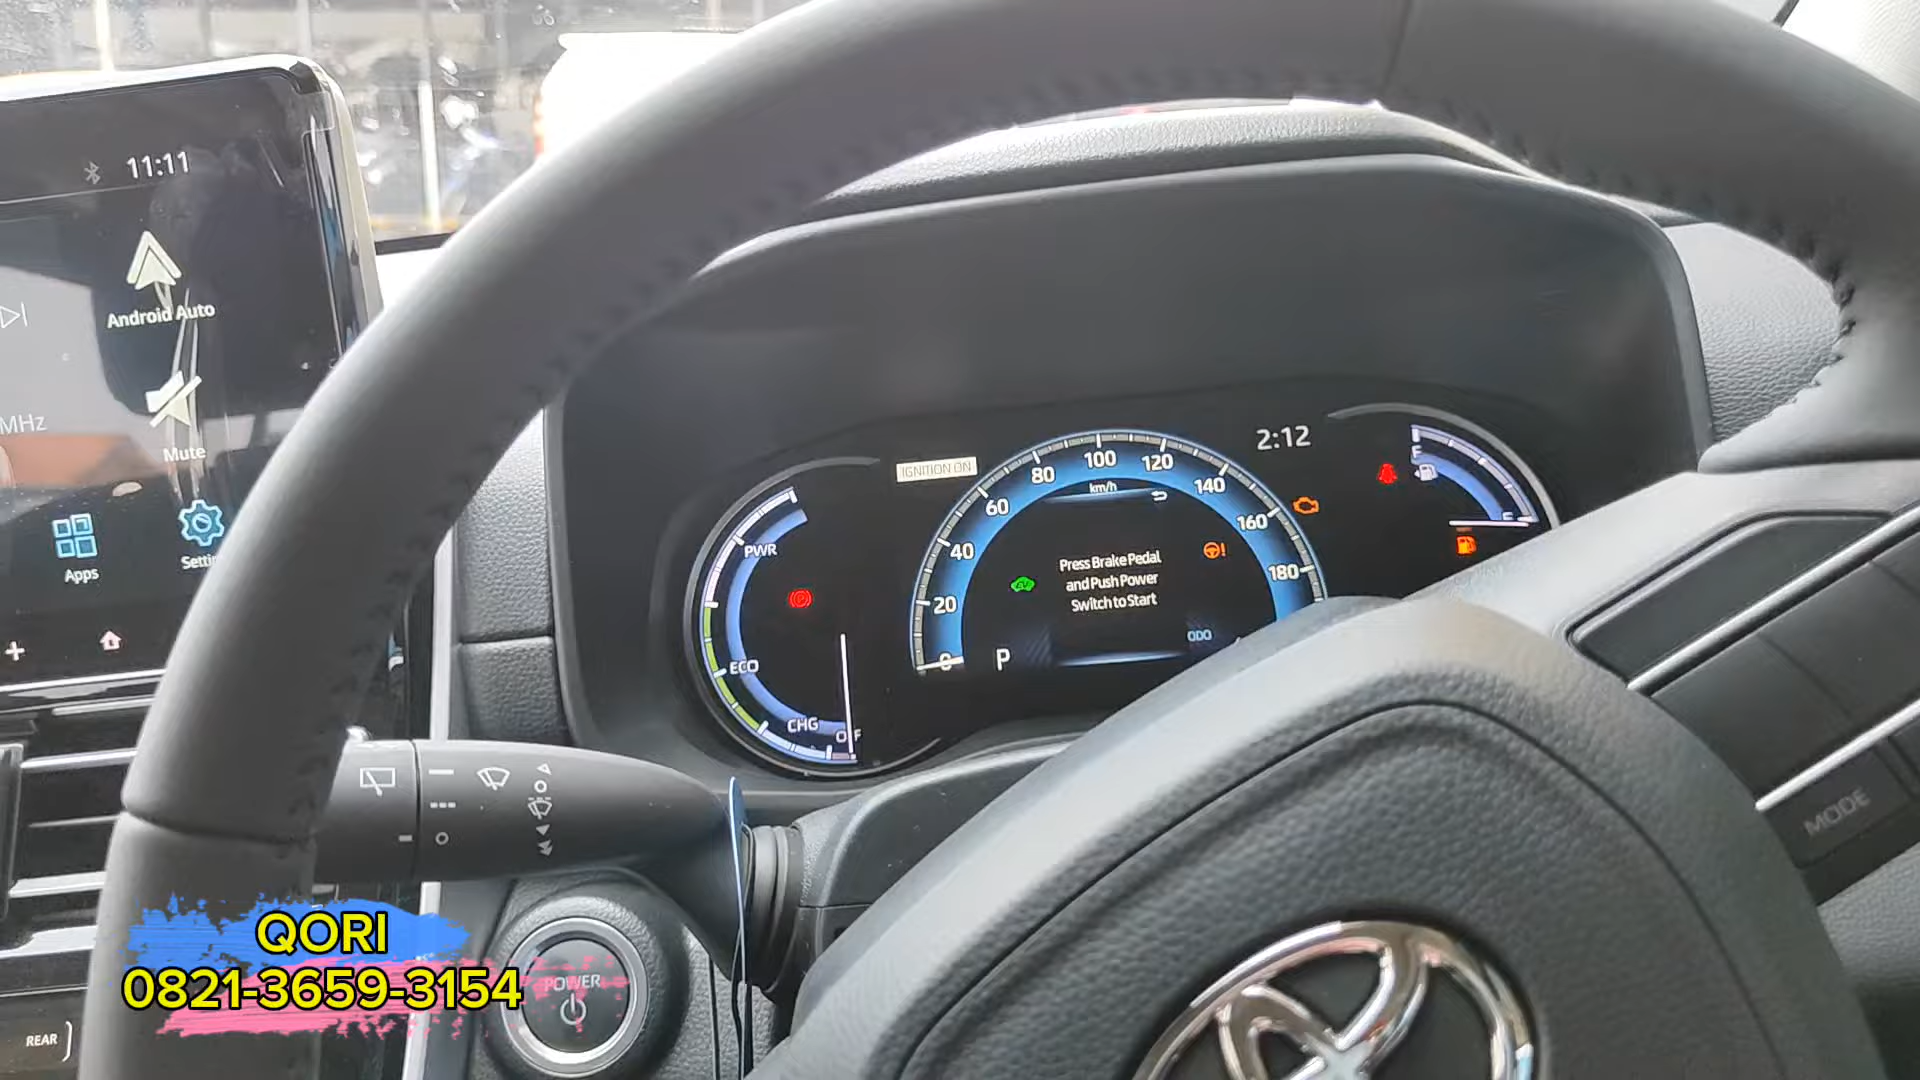 11:11
Android Auto
MHz
Mute
Apps
Setti
REAR
POWER
IGNITION ON
2:12
PWR
ECO
CHG
OFF
0
20
40
60
80
100
120
140
160
180
km/h
EV
Press Brake Pedal
and Push Power
Switch to Start
P
ODO
F
E
MODE
QORI
0821-3659-3154